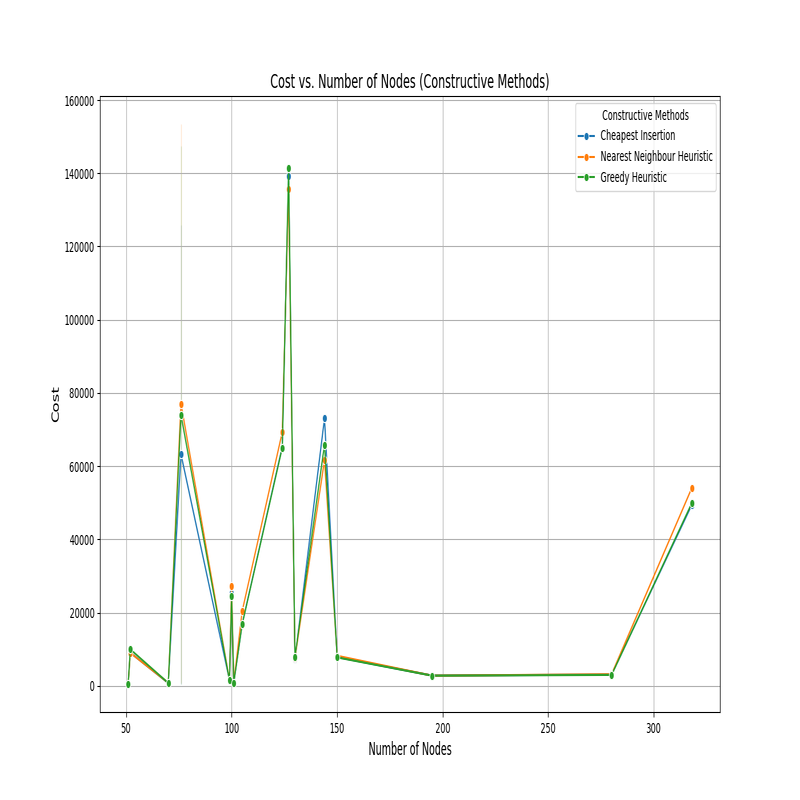 Cost vs. Number of Nodes (Constructive Methods)
160000
140000
120000
100000
80000
60000
40000
20000
0
Cost
Constructive Methods
Cheapest Insertion
Nearest Neighbour Heuristic
Greedy Heuristic
50 100 150 200 250 300
Number of Nodes